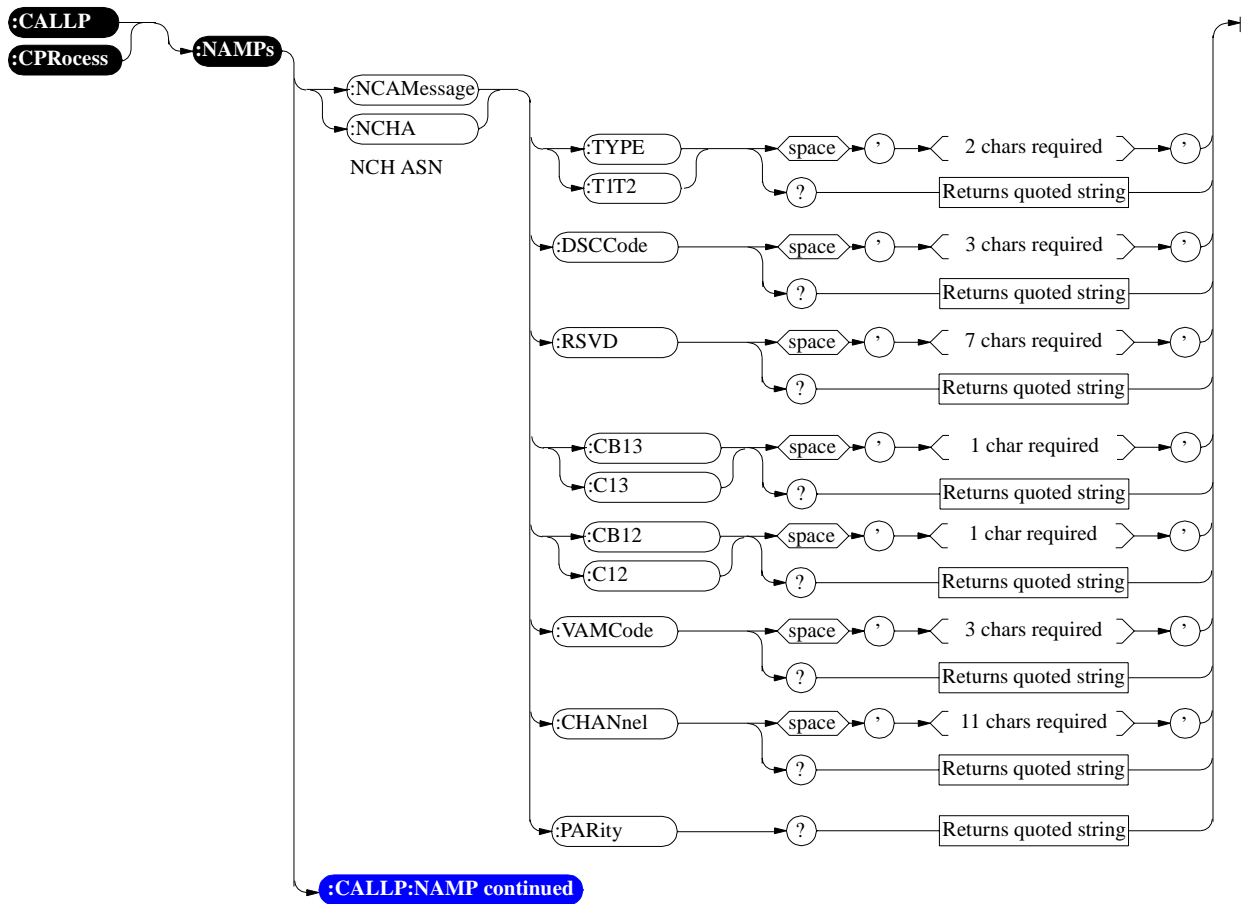 :CALLP
:CPRocess
:NAMPs
:NCAMessage
:NCHA
NCH ASN
:TYPE
:T1T2
space ’ 2 chars required ’
? Returns quoted string
:DSCCode space ’ 3 chars required ’
? Returns quoted string
:RSVD space ’ 7 chars required ’
? Returns quoted string
:CB13
:C13
space ’ 1 char required ’
? Returns quoted string
:CB12
:C12
space ’ 1 char required ’
? Returns quoted string
:VAMCode space ’ 3 chars required ’
? Returns quoted string
:CHANnel space ’ 11 chars required ’
? Returns quoted string
:PARity ? Returns quoted string
:CALLP:NAMP continued